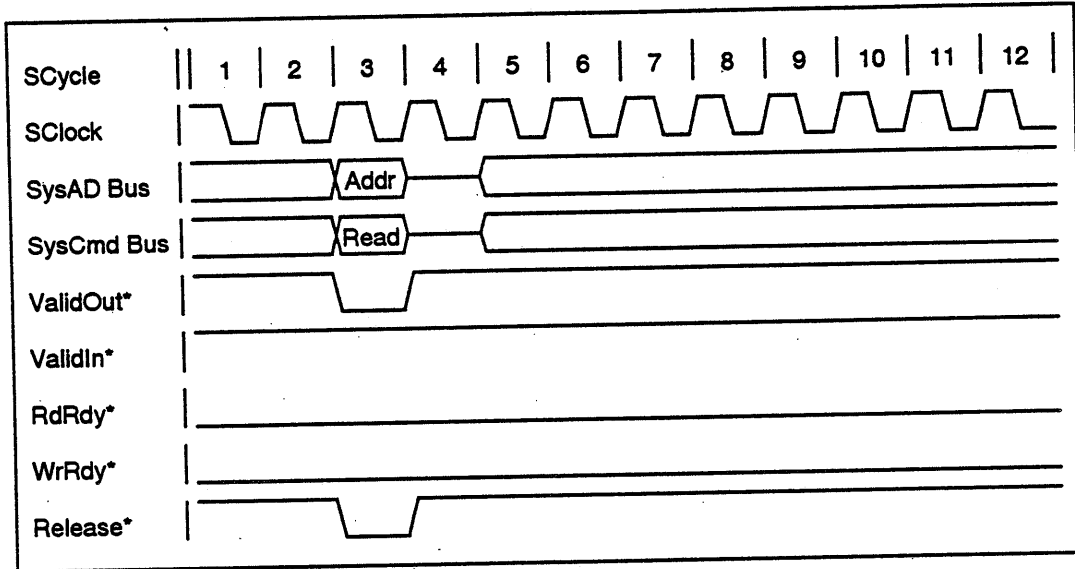 SCycle 1 2 3 4 5 6 7 8 9 10 11 12
SClock
SysAD Bus Addr
SysCmd Bus Read
ValidOut*
ValidIn*
RdRdy*
WrRdy*
Release*